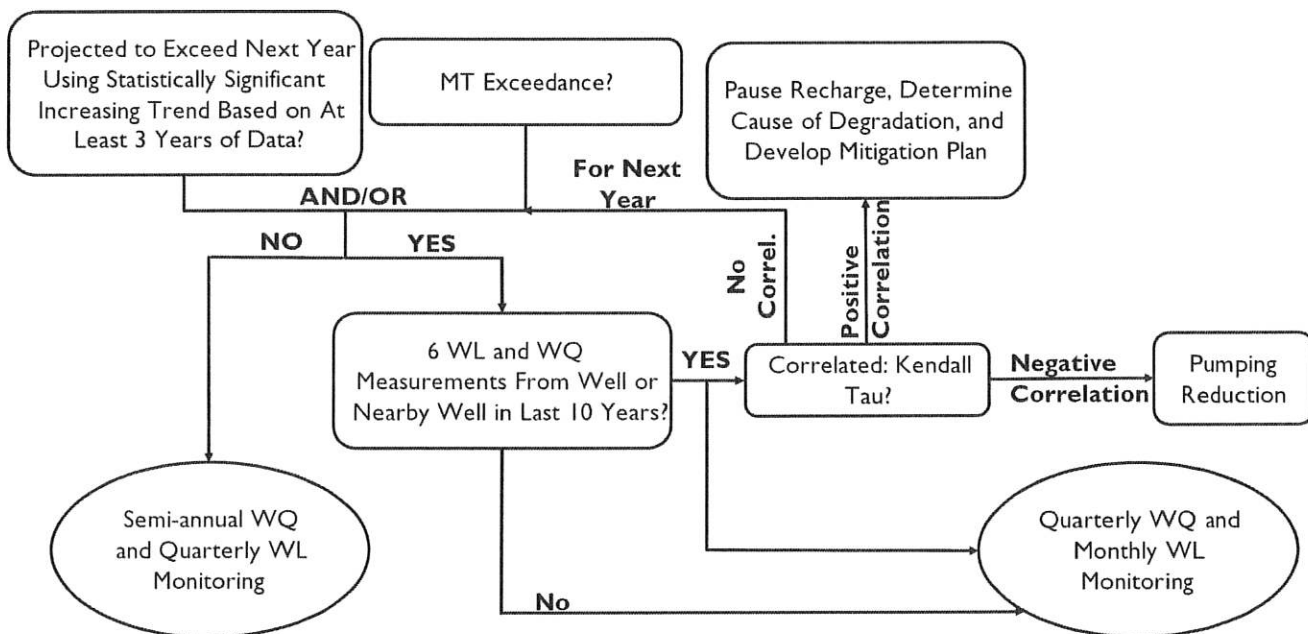 Projected to Exceed Next Year
Using Statistically Significant
Increasing Trend Based on At
Least 3 Years of Data?
MT Exceedance?
Pause Recharge, Determine
Cause of Degradation, and
Develop Mitigation Plan
AND/OR
For Next
Year
NO
YES
No
Correl.
Positive
Correlation
6 WL and WQ
Measurements From Well or
Nearby Well in Last 10 Years?
YES
Correlated: Kendall
Tau?
Negative
Correlation
Pumping
Reduction
Semi-annual WQ
and Quarterly WL
Monitoring
No
Quarterly WQ and
Monthly WL
Monitoring